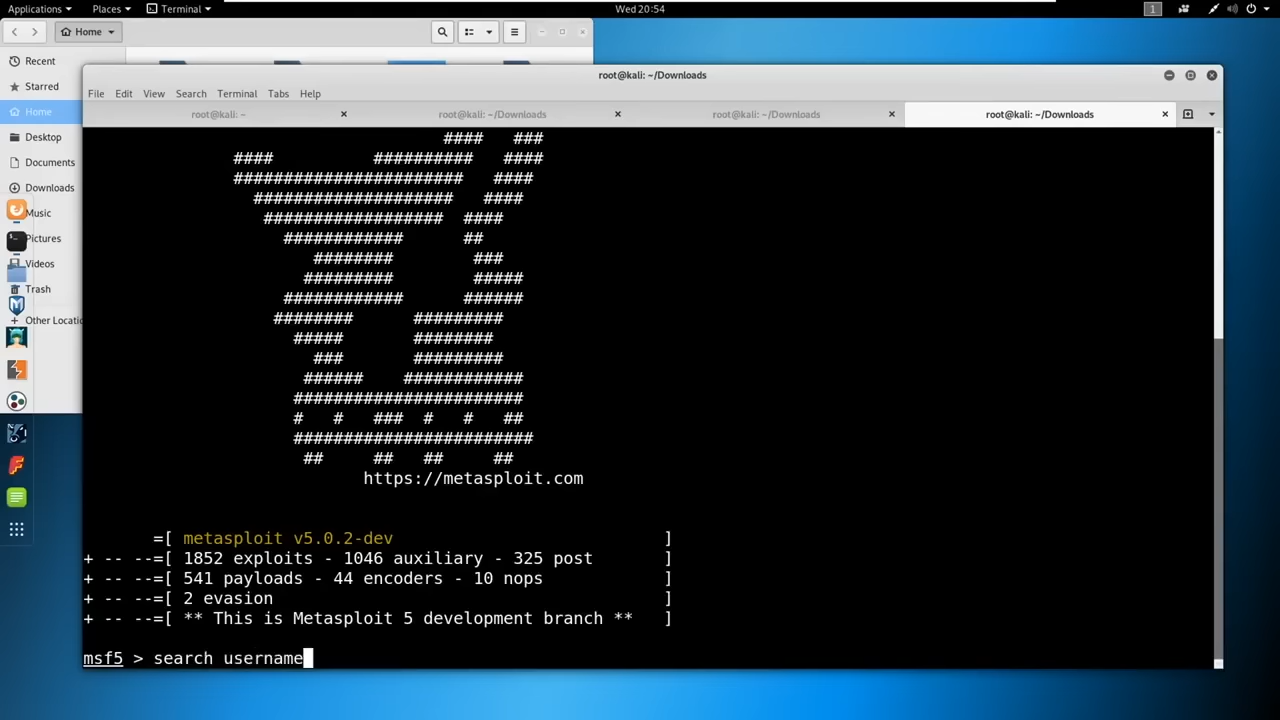 Applications Places Terminal Wed 20:54 1
Home
Recent
Starred
Home
Desktop
Documents
Downloads
Music
Pictures
Videos
Trash
Other Locatio
root@kali: ~/Downloads
File Edit View Search Terminal Tabs Help
root@kali: ~ root@kali: ~/Downloads root@kali: ~/Downloads root@kali: ~/Downloads
#### ###
#### ########## ####
####################### ####
#################### ####
################## ####
############ ##
######## ###
######### #####
############ ######
######## #########
##### ########
### #########
###### ############
#######################
# # ### # # ##
########################
## ## ## ##
https://metasploit.com
=[ metasploit v5.0.2-dev ]
+ -- --=[ 1852 exploits - 1046 auxiliary - 325 post ]
+ -- --=[ 541 payloads - 44 encoders - 10 nops ]
+ -- --=[ 2 evasion ]
+ -- --=[ ** This is Metasploit 5 development branch ** ]
msf5 > search username